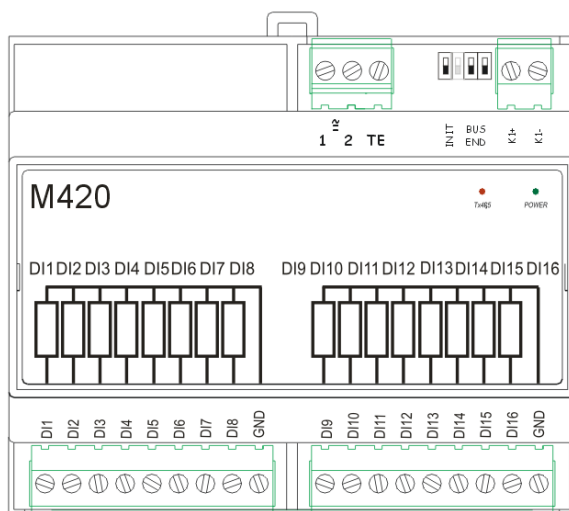 1 2 TE
INIT
BUS
END
K1+
K1-
M420
Tx485
POWER
DI1 DI2 DI3 DI4 DI5 DI6 DI7 DI8
DI9 DI10 DI11 DI12 DI13 DI14 DI15 DI16
DI1 DI2 DI3 DI4 DI5 DI6 DI7 DI8 GND
DI9 DI10 DI11 DI12 DI13 DI14 DI15 DI16 GND